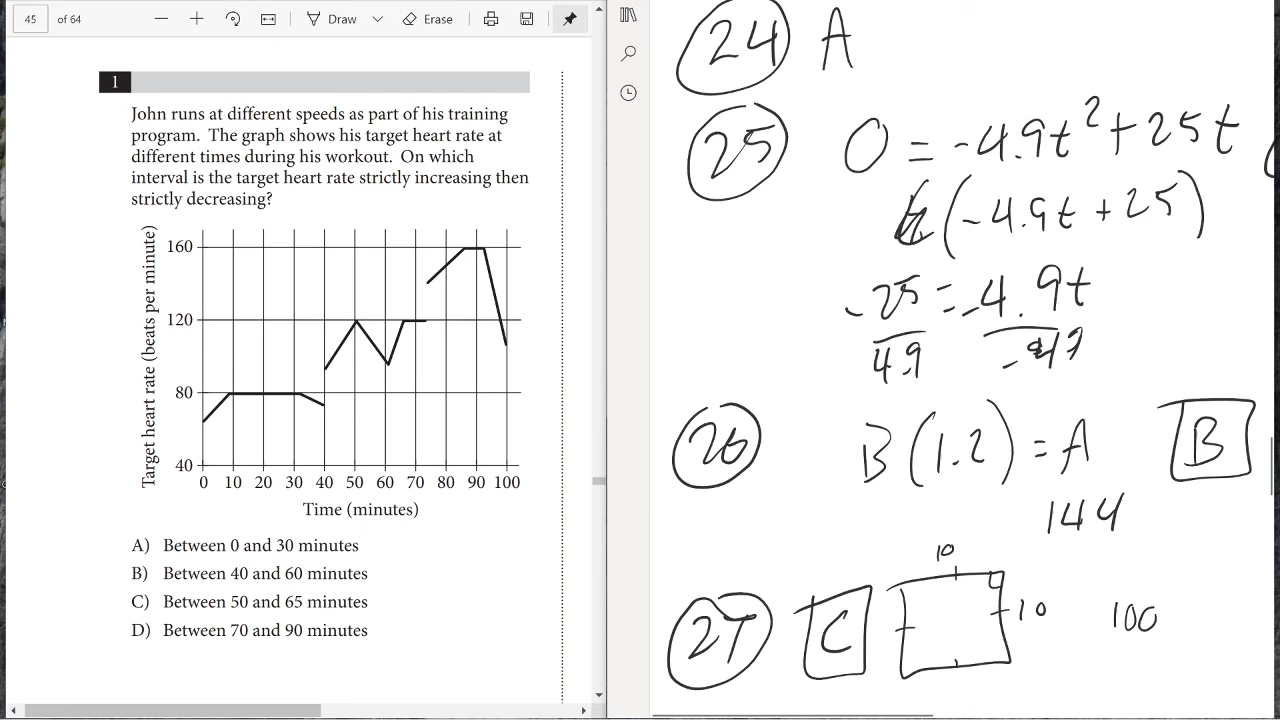 45 of 64 Draw Erase
1
John runs at different speeds as part of his training
program. The graph shows his target heart rate at
different times during his workout. On which
interval is the target heart rate strictly increasing then
strictly decreasing?
Target heart rate (beats per minute)
160
120
80
40
0 10 20 30 40 50 60 70 80 90 100
Time (minutes)
A) Between 0 and 30 minutes
B) Between 40 and 60 minutes
C) Between 50 and 65 minutes
D) Between 70 and 90 minutes
24 A
25 0 = -4.9t²+25t
(-4.9t+25)
-25 = -4.9t
4.9
26 B(1.2) = A B
144
10
27 C 10 100